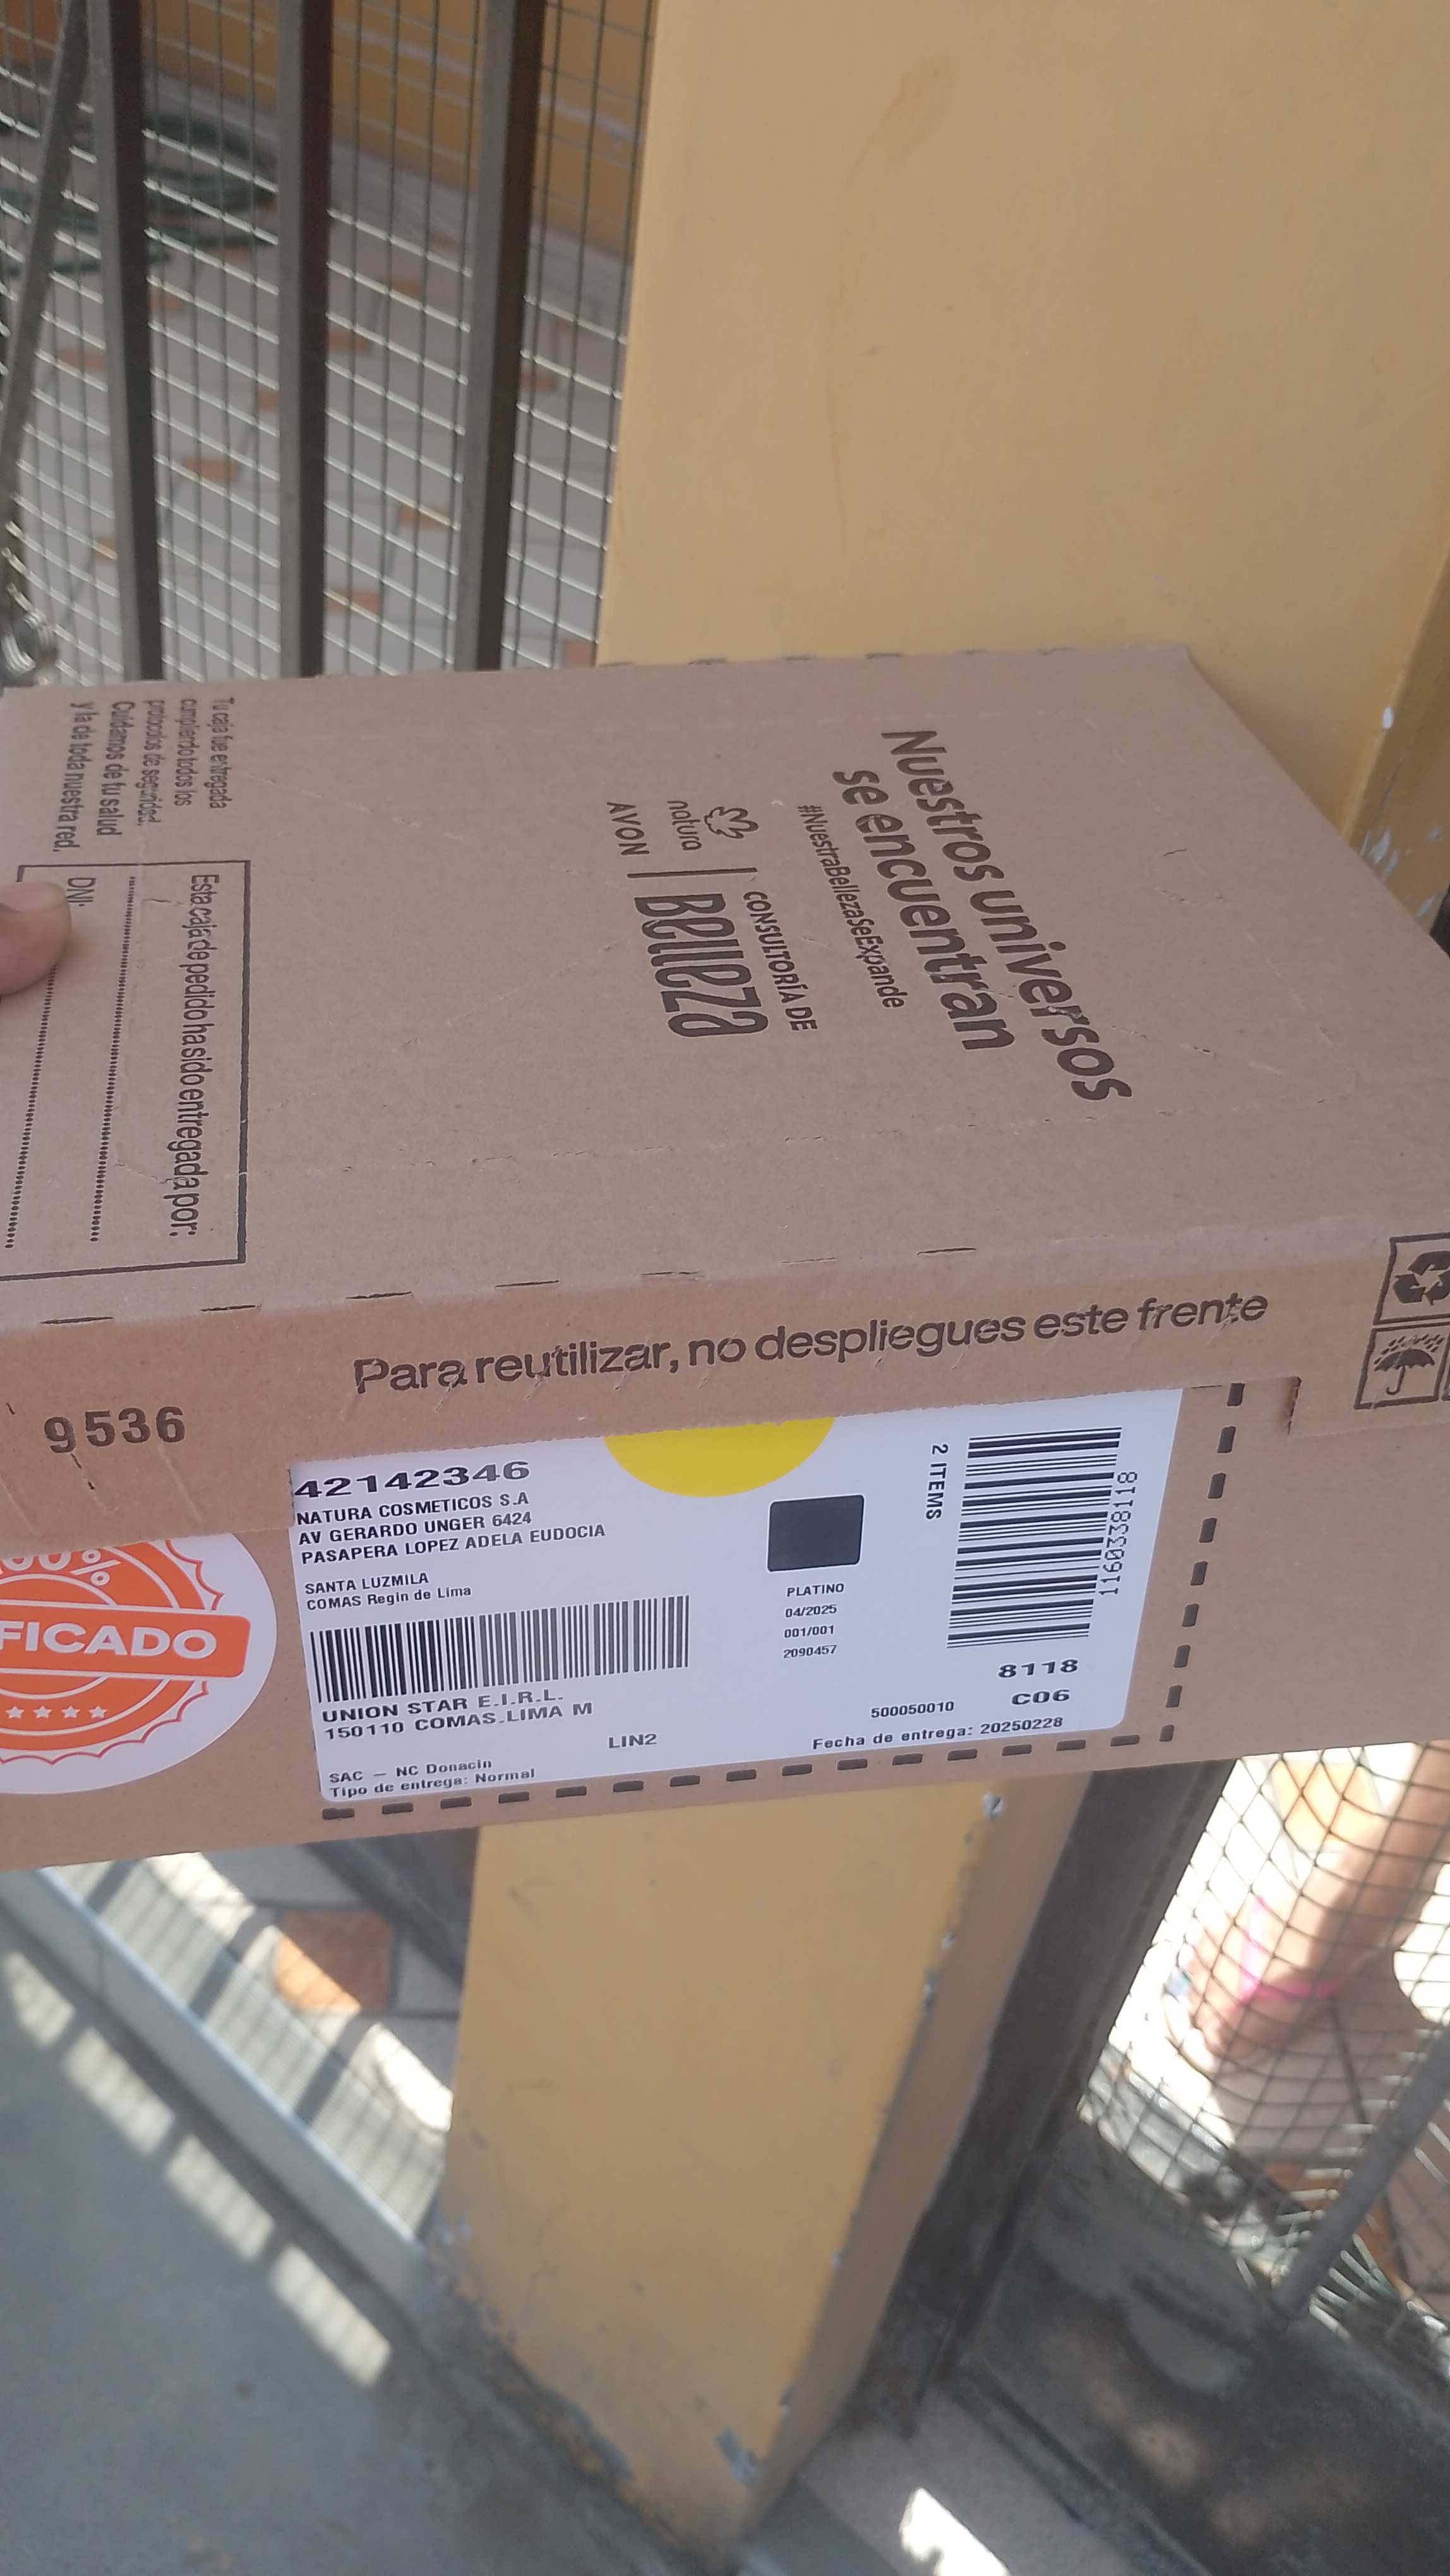 Nuestros universos
se encuentran
#NuestraBellezaSeExpande
natura
AVON
CONSULTORÍA DE
Belleza
Tu caja fue entregada
cumpliendo todos los
protocolos de seguridad.
Cuidamos de tu salud
y la de toda nuestra red.
Esta caja de pedido ha sido entregada por:
DNI:
Para reutilizar, no despliegues este frente
9536
FICADO
42142346
NATURA COSMETICOS S.A
AV GERARDO UNGER 6424
PASAPERA LOPEZ ADELA EUDOCIA
SANTA LUZMILA
COMAS Regin de Lima
UNION STAR E.I.R.L.
150110 COMAS-LIMA M
LIN2
SAC – NC Donacin
Tipo de entrega: Normal
PLATINO
04/2025
001/001
2090457
2 ITEMS
1160338118
8118
C06
500050010
Fecha de entrega: 20250228